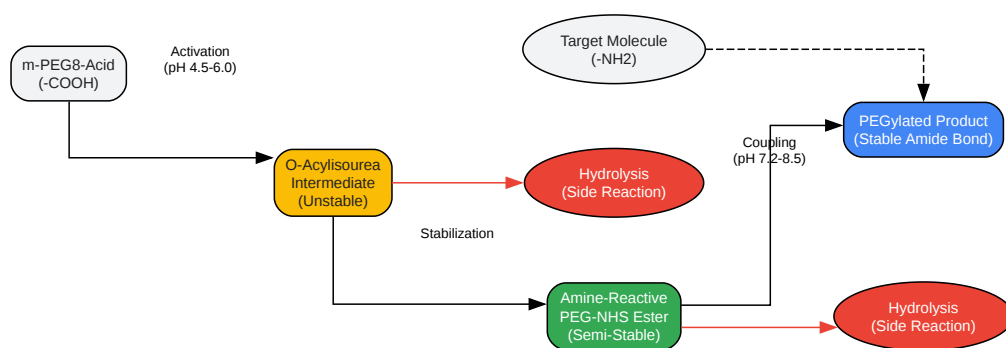 m-PEG8-Acid
(-COOH)
Activation
(pH 4.5-6.0)
Target Molecule
(-NH2)
PEGylated Product
(Stable Amide Bond)
Coupling
(pH 7.2-8.5)
O-Acylisourea
Intermediate
(Unstable)
Hydrolysis
(Side Reaction)
Stabilization
Amine-Reactive
PEG-NHS Ester
(Semi-Stable)
Hydrolysis
(Side Reaction)